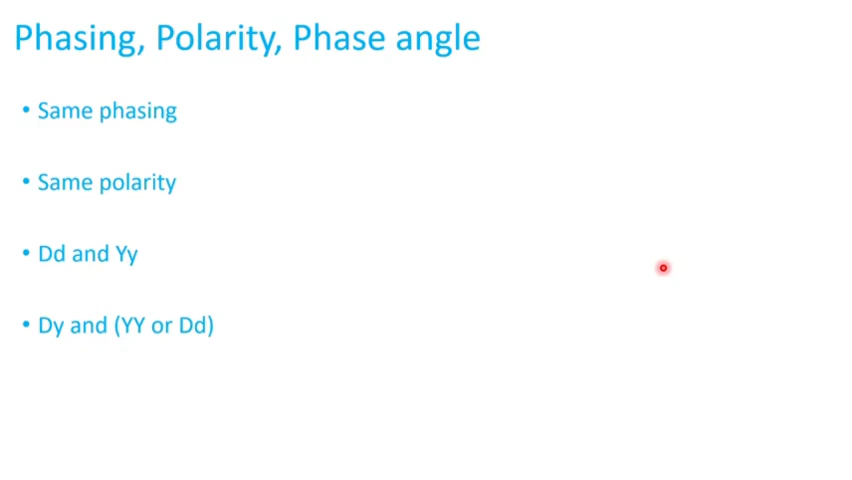 Phasing, Polarity, Phase angle
• Same phasing
• Same polarity
• Dd and Yy
• Dy and (YY or Dd)